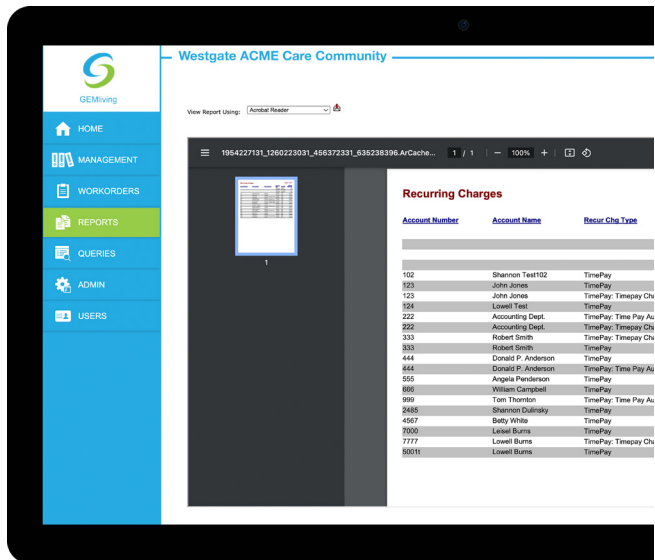 Westgate ACME Care Community
GEMliving
View Report Using: Acrobat Reader
HOME
MANAGEMENT
WORKORDERS
REPORTS
QUERIES
ADMIN
USERS
1954227131_1260223031_456372331_635238396.ArCache... 1 / 1 − 100% +
1
Recurring Charges
Account Number Account Name Recur Chg Type
102 Shannon Test102 TimePay
123 John Jones TimePay
123 John Jones TimePay: Timepay Cha
124 Lowell Test TimePay
222 Accounting Dept. TimePay: Time Pay Au
222 Accounting Dept. TimePay: Timepay Cha
333 Robert Smith TimePay: Timepay Cha
333 Robert Smith TimePay
444 Donald P. Anderson TimePay
444 Donald P. Anderson TimePay: Time Pay Au
555 Angela Penderson TimePay
666 William Campbell TimePay
999 Tom Thornton TimePay: Time Pay Au
2485 Shannon Dulinsky TimePay
4567 Betty White TimePay
7000 Leisel Burns TimePay
7777 Lowell Burns TimePay: Timepay Cha
5001t Lowell Burns TimePay